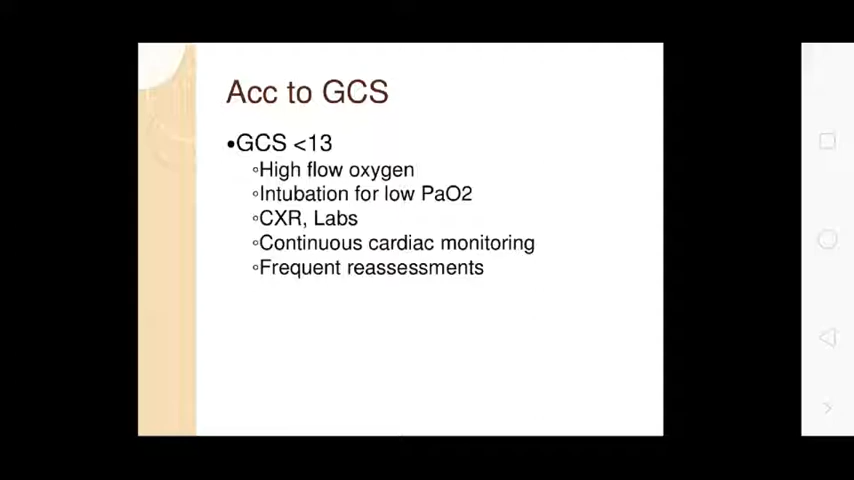 Acc to GCS
•GCS <13
◦High flow oxygen
◦Intubation for low PaO2
◦CXR, Labs
◦Continuous cardiac monitoring
◦Frequent reassessments